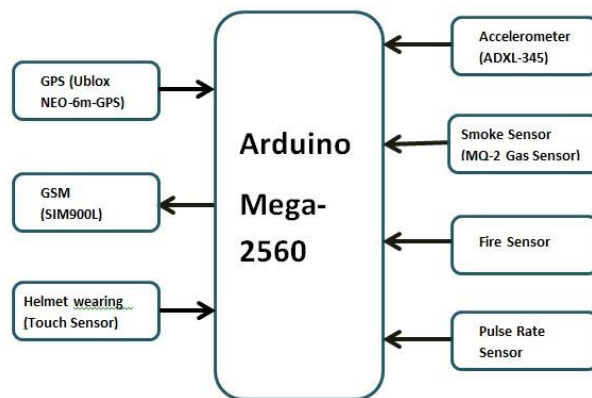 GPS (Ublox
NEO-6m-GPS)
GSM
(SIM900L)
Helmet wearing
(Touch Sensor)
Arduino
Mega-
2560
Accelerometer
(ADXL-345)
Smoke Sensor
(MQ-2 Gas Sensor)
Fire Sensor
Pulse Rate
Sensor